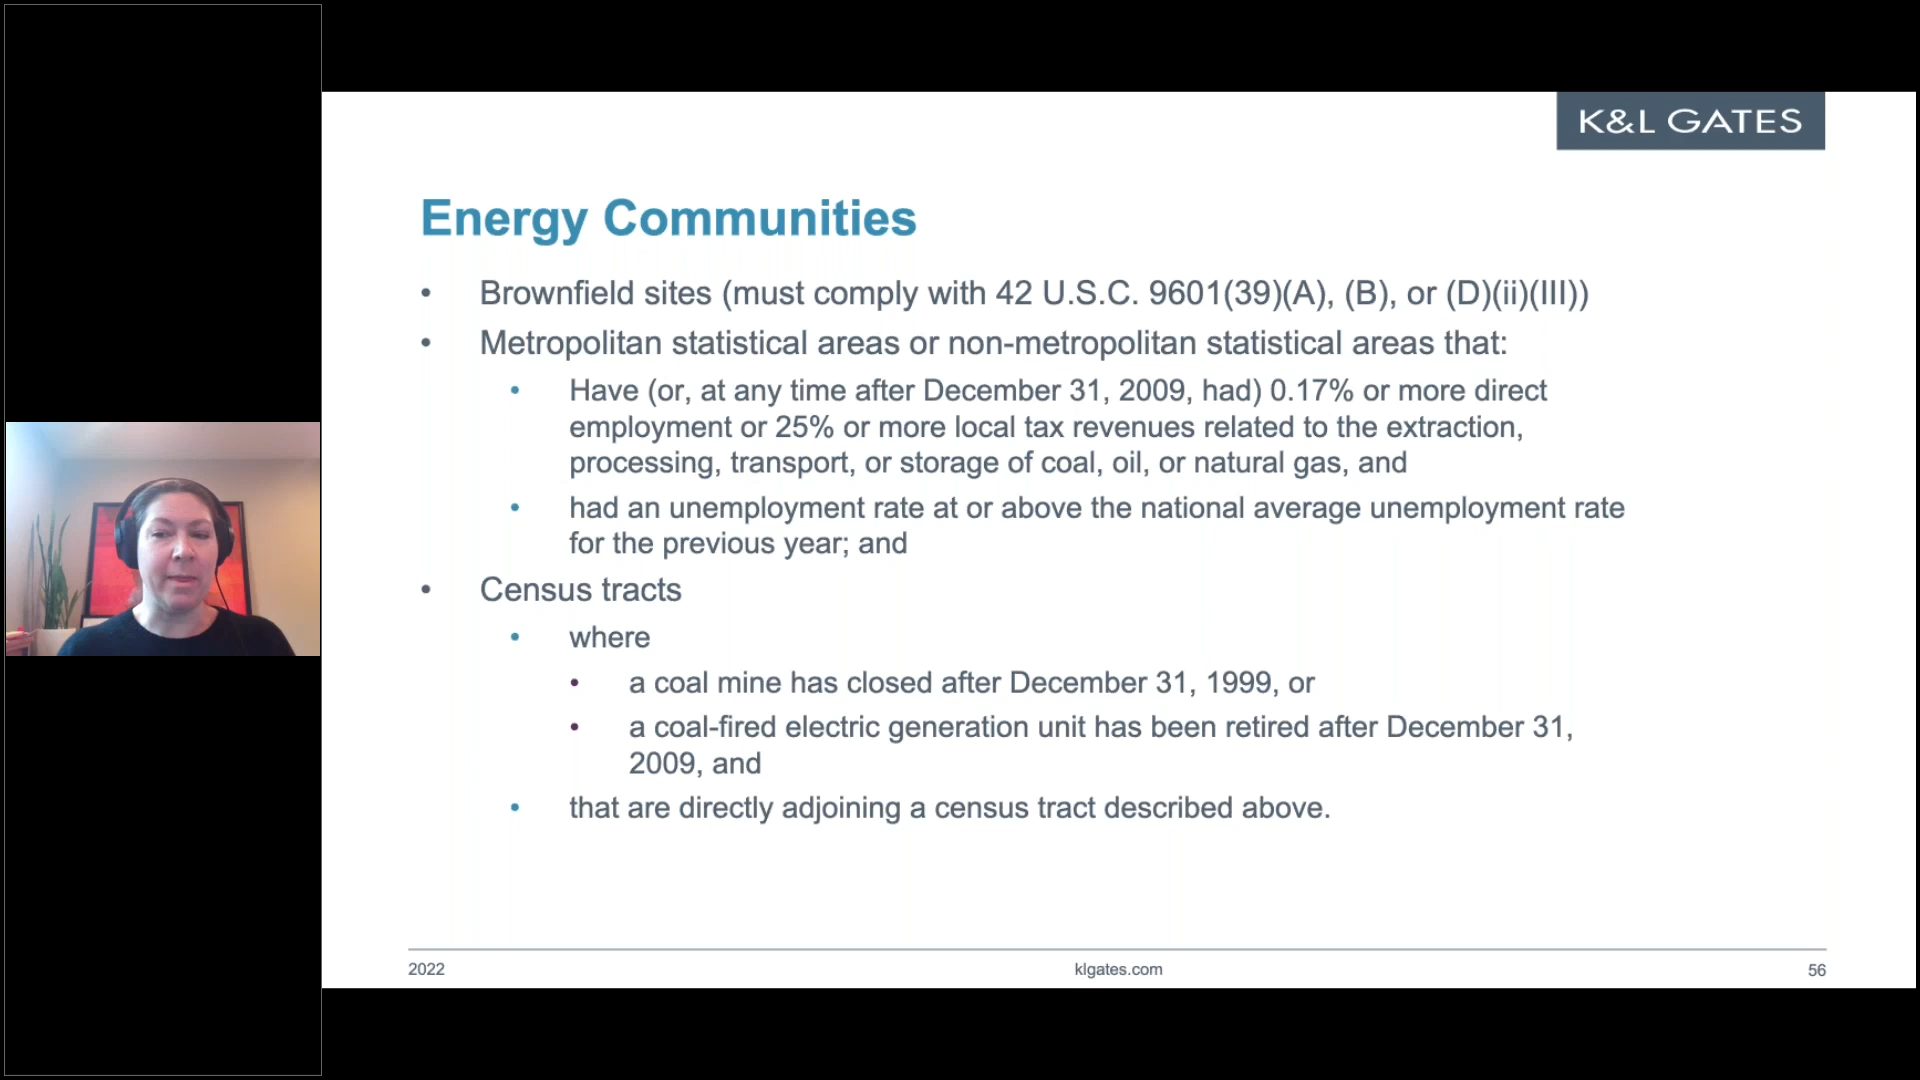 K&L GATES
Energy Communities
• Brownfield sites (must comply with 42 U.S.C. 9601(39)(A), (B), or (D)(ii)(III))
• Metropolitan statistical areas or non-metropolitan statistical areas that:
• Have (or, at any time after December 31, 2009, had) 0.17% or more direct
employment or 25% or more local tax revenues related to the extraction,
processing, transport, or storage of coal, oil, or natural gas, and
• had an unemployment rate at or above the national average unemployment rate
for the previous year; and
• Census tracts
• where
• a coal mine has closed after December 31, 1999, or
• a coal-fired electric generation unit has been retired after December 31,
2009, and
• that are directly adjoining a census tract described above.
2022
klgates.com
56